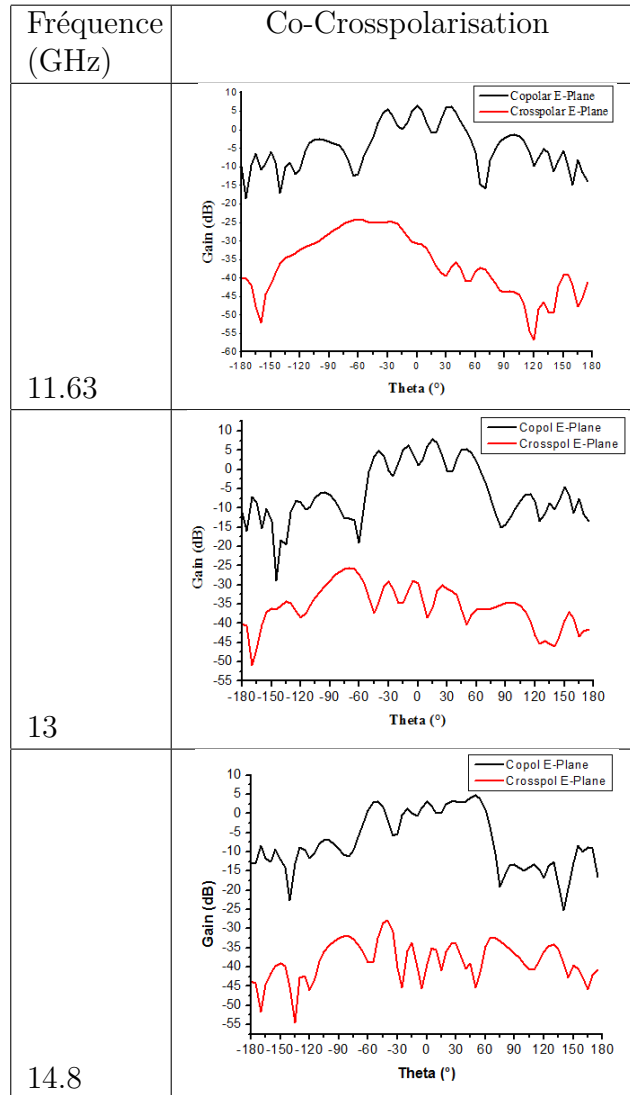 Fréquence (GHz)
Co-Crosspolarisation
Copolar E-Plane
Crosspolar E-Plane
10
5
0
-5
-10
-15
-20
-25
-30
-35
-40
-45
-50
-55
-60
Gain (dB)
-180 -150 -120 -90 -60 -30 0 30 60 90 120 150 180
Theta (°)
11.63
Copol E-Plane
Crosspol E-Plane
10
5
0
-5
-10
-15
-20
-25
-30
-35
-40
-45
-50
-55
Gain (dB)
-180 -150 -120 -90 -60 -30 0 30 60 90 120 150 180
Theta (°)
13
Copol E-Plane
Crosspol E-Plane
10
5
0
-5
-10
-15
-20
-25
-30
-35
-40
-45
-50
-55
Gain (dB)
-180 -150 -120 -90 -60 -30 0 30 60 90 120 150 180
Theta (°)
14.8